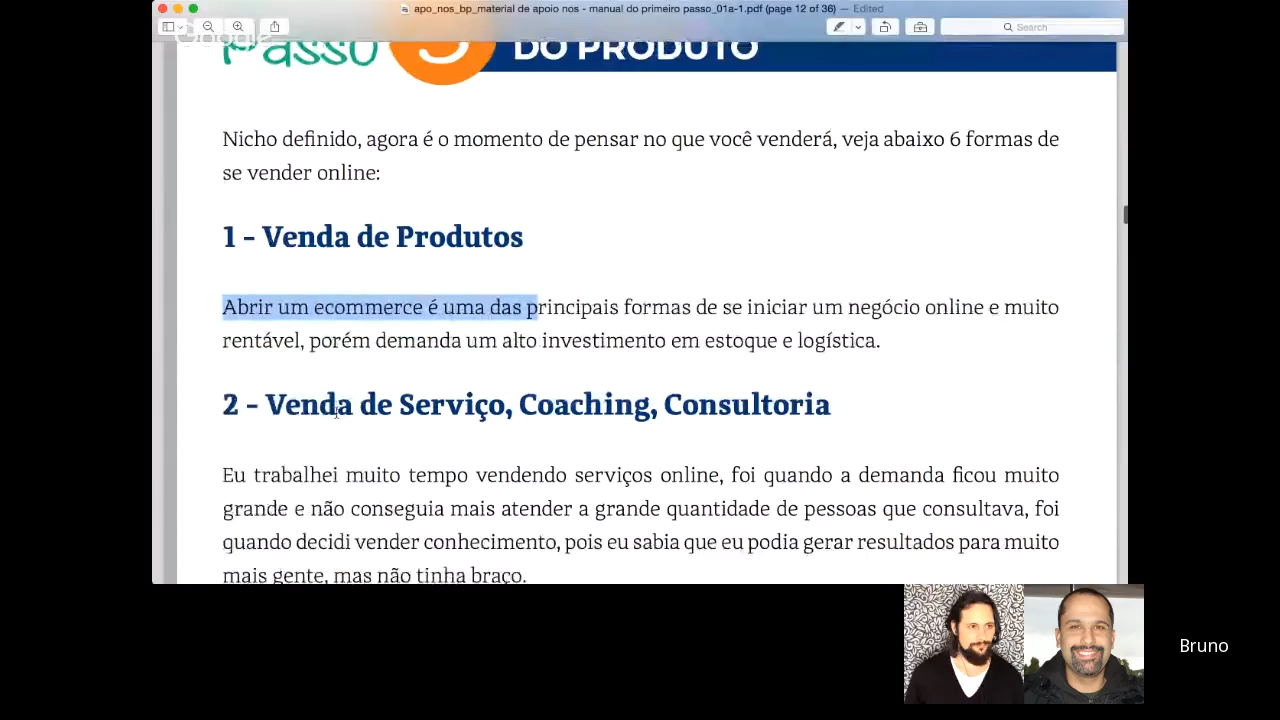 apo_nos_bp_material de apoio nos - manual do primeiro passo_01a-1.pdf (page 12 of 36) — Edited
Search
Google
Passo 3 DO PRODUTO
Nicho definido, agora é o momento de pensar no que você venderá, veja abaixo 6 formas de
se vender online:
1 - Venda de Produtos
Abrir um ecommerce é uma das principais formas de se iniciar um negócio online e muito
rentável, porém demanda um alto investimento em estoque e logística.
2 - Venda de Serviço, Coaching, Consultoria
Eu trabalhei muito tempo vendendo serviços online, foi quando a demanda ficou muito
grande e não conseguia mais atender a grande quantidade de pessoas que consultava, foi
quando decidi vender conhecimento, pois eu sabia que eu podia gerar resultados para muito
mais gente, mas não tinha braço.
Bruno